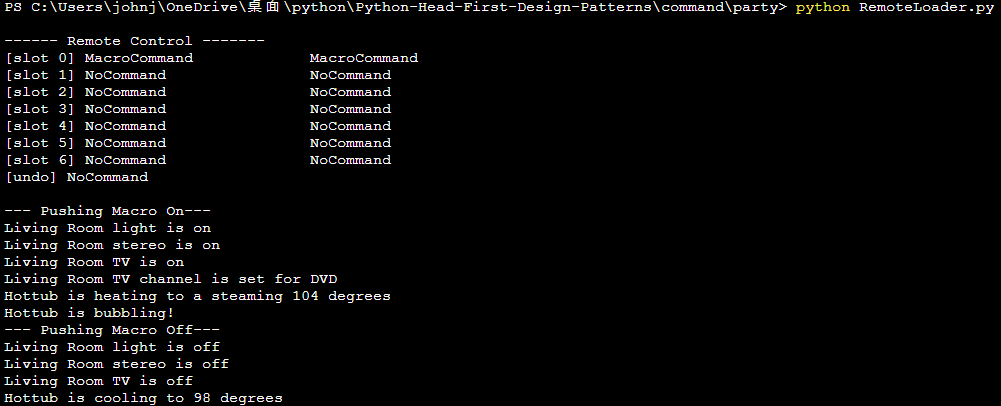 PS C:\Users\johnj\OneDrive\桌面\python\Python-Head-First-Design-Patterns\command\party> python RemoteLoader.py
------ Remote Control -------
[slot 0] MacroCommand             MacroCommand
[slot 1] NoCommand                NoCommand
[slot 2] NoCommand                NoCommand
[slot 3] NoCommand                NoCommand
[slot 4] NoCommand                NoCommand
[slot 5] NoCommand                NoCommand
[slot 6] NoCommand                NoCommand
[undo] NoCommand
--- Pushing Macro On---
Living Room light is on
Living Room stereo is on
Living Room TV is on
Living Room TV channel is set for DVD
Hottub is heating to a steaming 104 degrees
Hottub is bubbling!
--- Pushing Macro Off---
Living Room light is off
Living Room stereo is off
Living Room TV is off
Hottub is cooling to 98 degrees